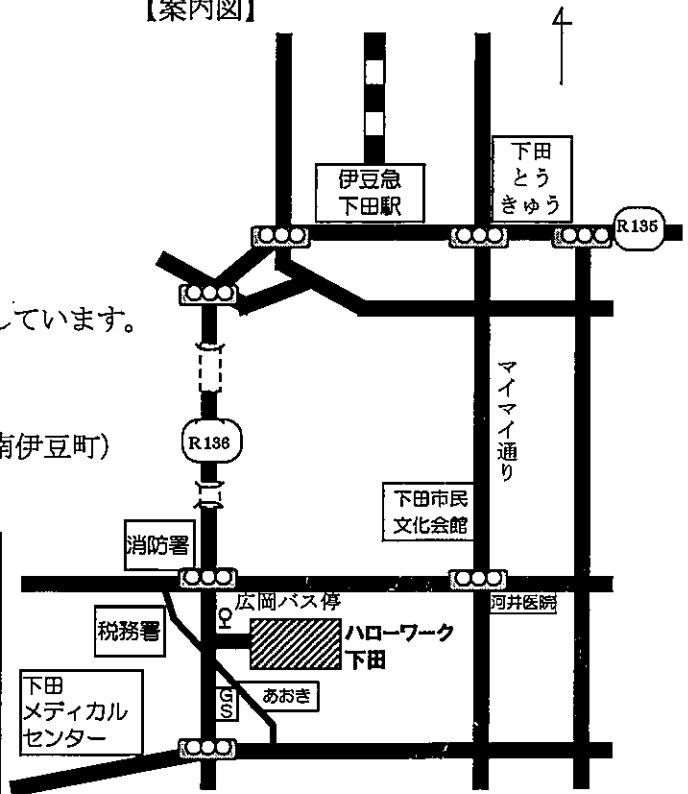 【案内図】
伊豆急
下田駅
下田
とう
きゅう
R135
しています。
マイマイ通り
南伊豆町)
R136
下田市民
文化会館
消防署
広岡バス停
河井医院
税務署
ハローワーク
下田
下田
メディカル
センター
GS
あおき